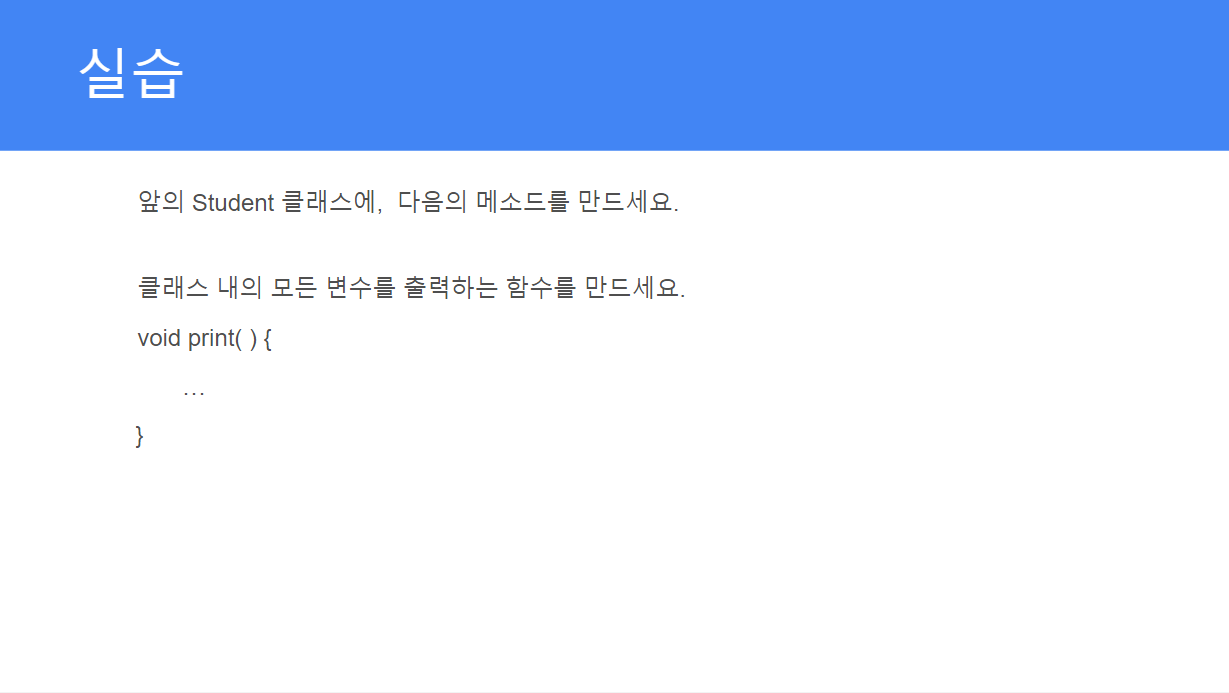 실습
앞의 Student 클래스에,  다음의 메소드를 만드세요.
클래스 내의 모든 변수를 출력하는 함수를 만드세요.
void print( ) {
…
}